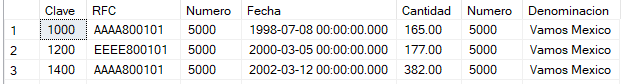 Clave RFC Numero Fecha Cantidad Numero Denominacion
1 1000 AAAA800101 5000 1998-07-08 00:00:00.000 165.00 5000 Vamos Mexico
2 1200 EEEE800101 5000 2000-03-05 00:00:00.000 177.00 5000 Vamos Mexico
3 1400 AAAA800101 5000 2002-03-12 00:00:00.000 382.00 5000 Vamos Mexico